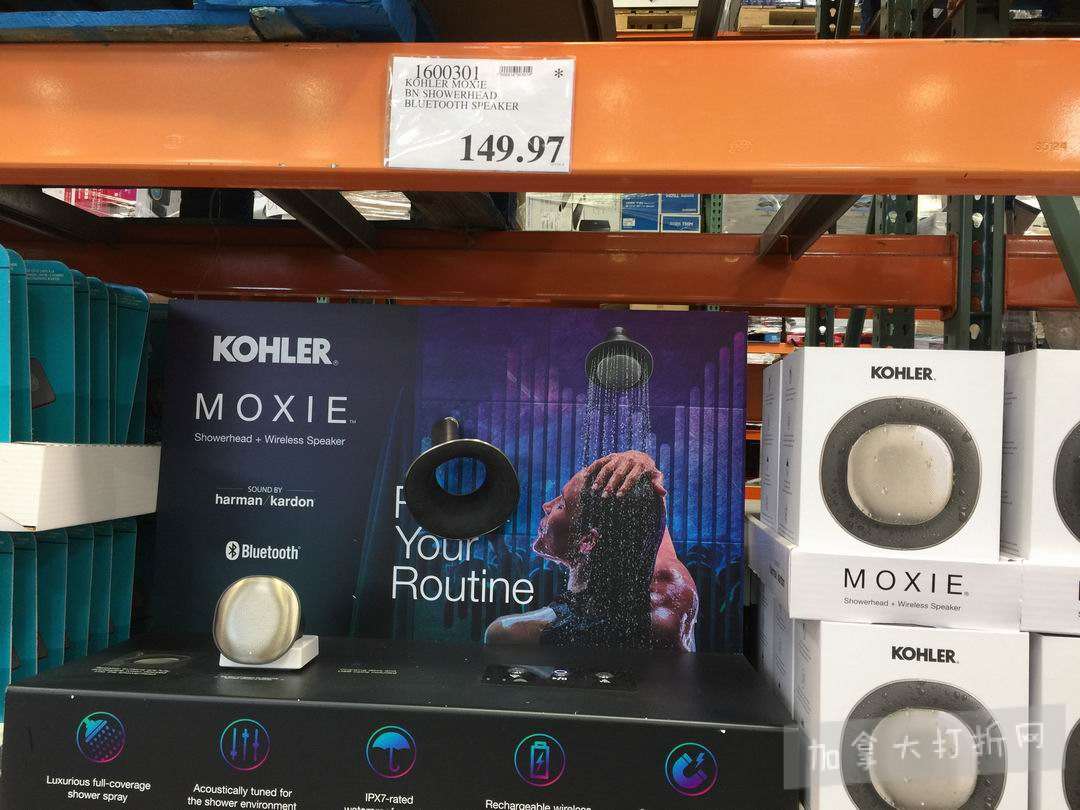 1600301
*
KOHLER MOXIE
BN SHOWERHEAD
BLUETOOTH SPEAKER
149.97
KOHLER®
MOXIE™
Showerhead + Wireless Speaker
SOUND BY
harman/kardon
Bluetooth®
Your
Routine
Luxurious full-coverage
shower spray
Acoustically tuned for
the shower environment
IPX7-rated
Rechargeable wireless
KOHLER®
MOXIE®
Showerhead + Wireless Speaker
KOHLER®
加拿大打折网